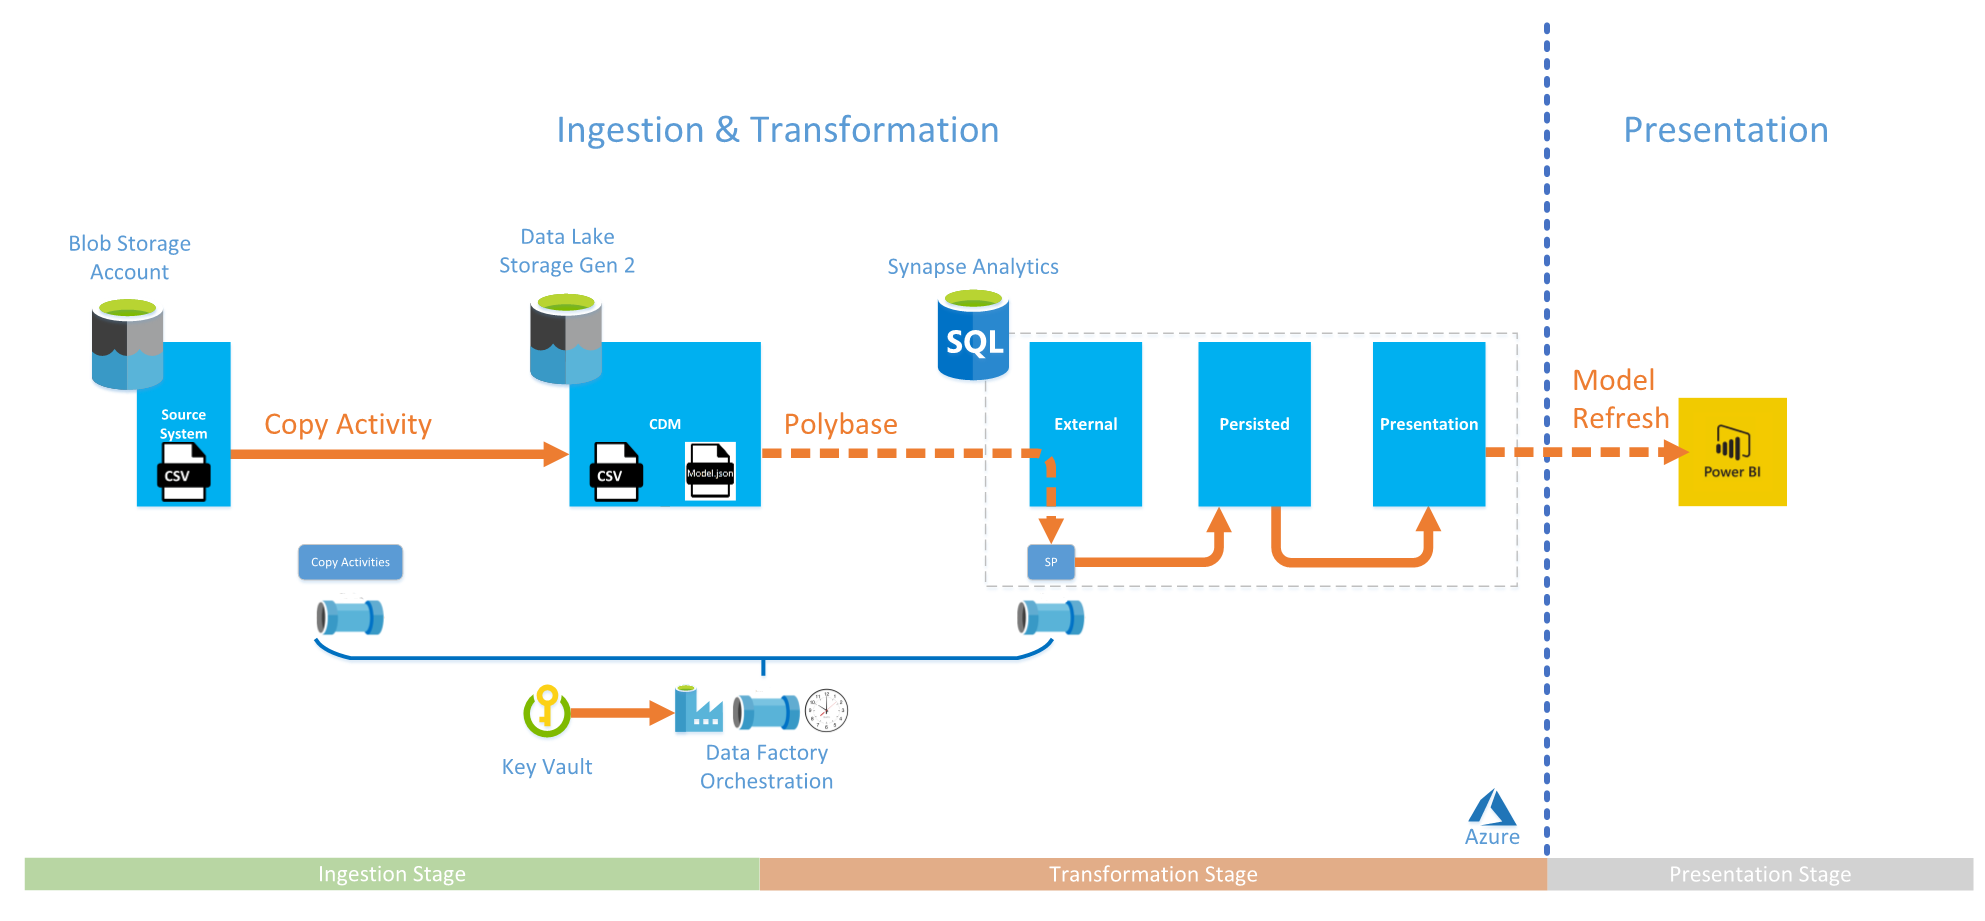 Ingestion & Transformation
Presentation
Blob Storage
Account
Data Lake
Storage Gen 2
Synapse Analytics
SQL
Source
System
CSV
Copy Activity
CDM
CSV
Model.json
Polybase
External
Persisted
Presentation
Model
Refresh
Power BI
Copy Activities
SP
Key Vault
Data Factory
Orchestration
Azure
Ingestion Stage
Transformation Stage
Presentation Stage